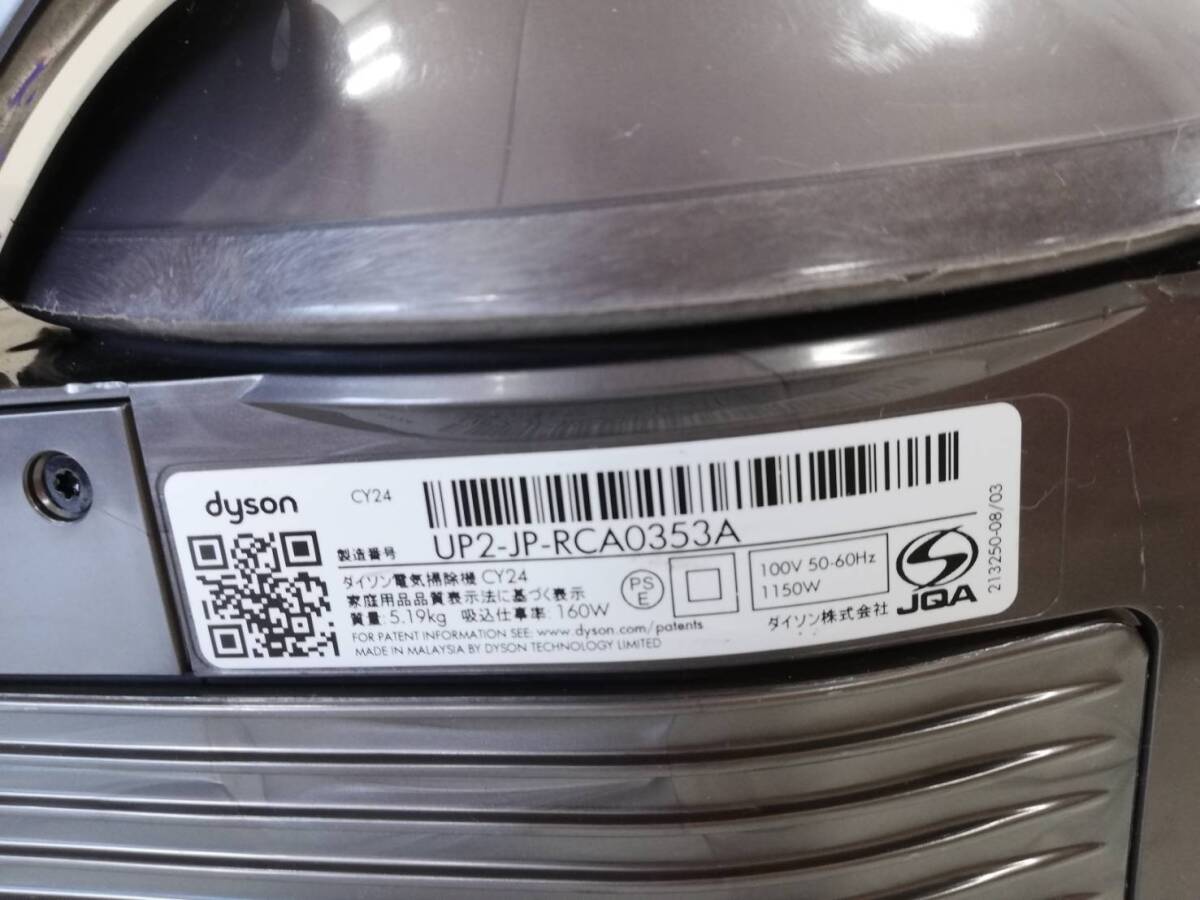 dyson
CY24
製造番号 UP2-JP-RCA0353A
ダイソン電気掃除機 CY24
家庭用品品質表示法に基づく表示
質量: 5.19kg 吸込仕事率: 160W
FOR PATENT INFORMATION SEE: www.dyson.com/patents
MADE IN MALAYSIA BY DYSON TECHNOLOGY LIMITED
PS
E
100V 50-60Hz
1150W
ダイソン株式会社
JQA
213250-08/03